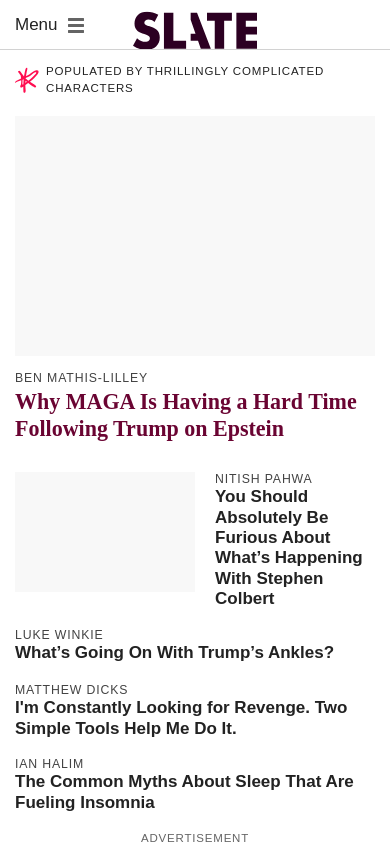 Menu
SLATE
POPULATED BY THRILLINGLY COMPLICATED
CHARACTERS
BEN MATHIS-LILLEY
Why MAGA Is Having a Hard Time
Following Trump on Epstein
NITISH PAHWA
You Should
Absolutely Be
Furious About
What’s Happening
With Stephen
Colbert
LUKE WINKIE
What’s Going On With Trump’s Ankles?
MATTHEW DICKS
I'm Constantly Looking for Revenge. Two
Simple Tools Help Me Do It.
IAN HALIM
The Common Myths About Sleep That Are
Fueling Insomnia
ADVERTISEMENT